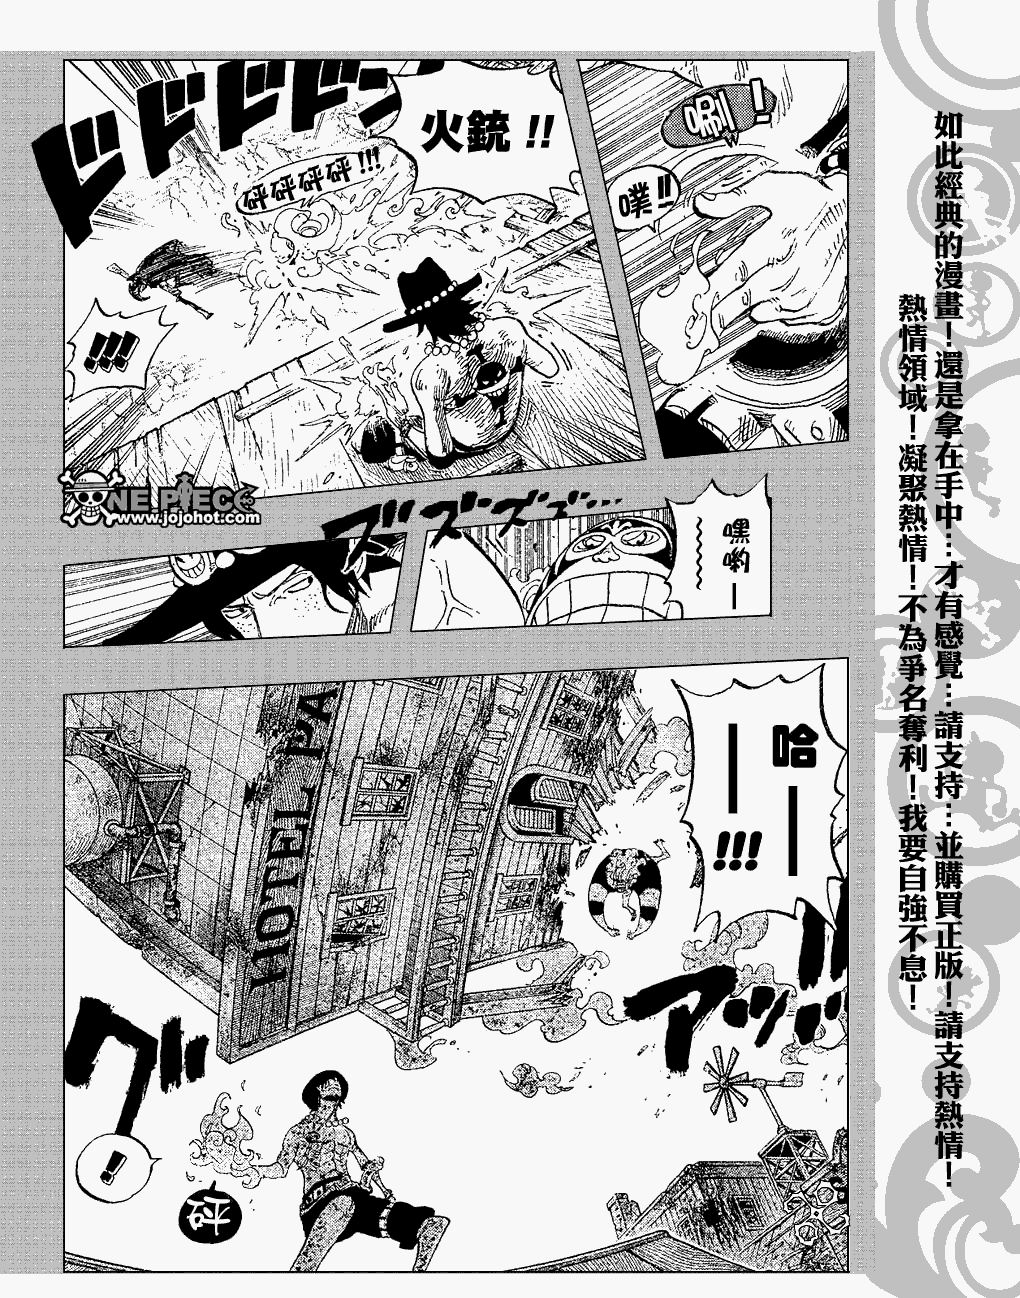 唰!
噗!!
火銃!!
砰砰砰砰!!!
ドドドドン
!!!
NE PIECE
www.jojohot.com
ズズズズ…
嘿
喲
—
哈——
——!!!
HOTEL PA
アッ!!
グッ
!
砰
如此經典的漫畫!還是拿在手中…才有感覺…請支持…並購買正版!請支持熱情!
熱情領域!凝聚熱情!不為爭名奪利!我要自強不息!